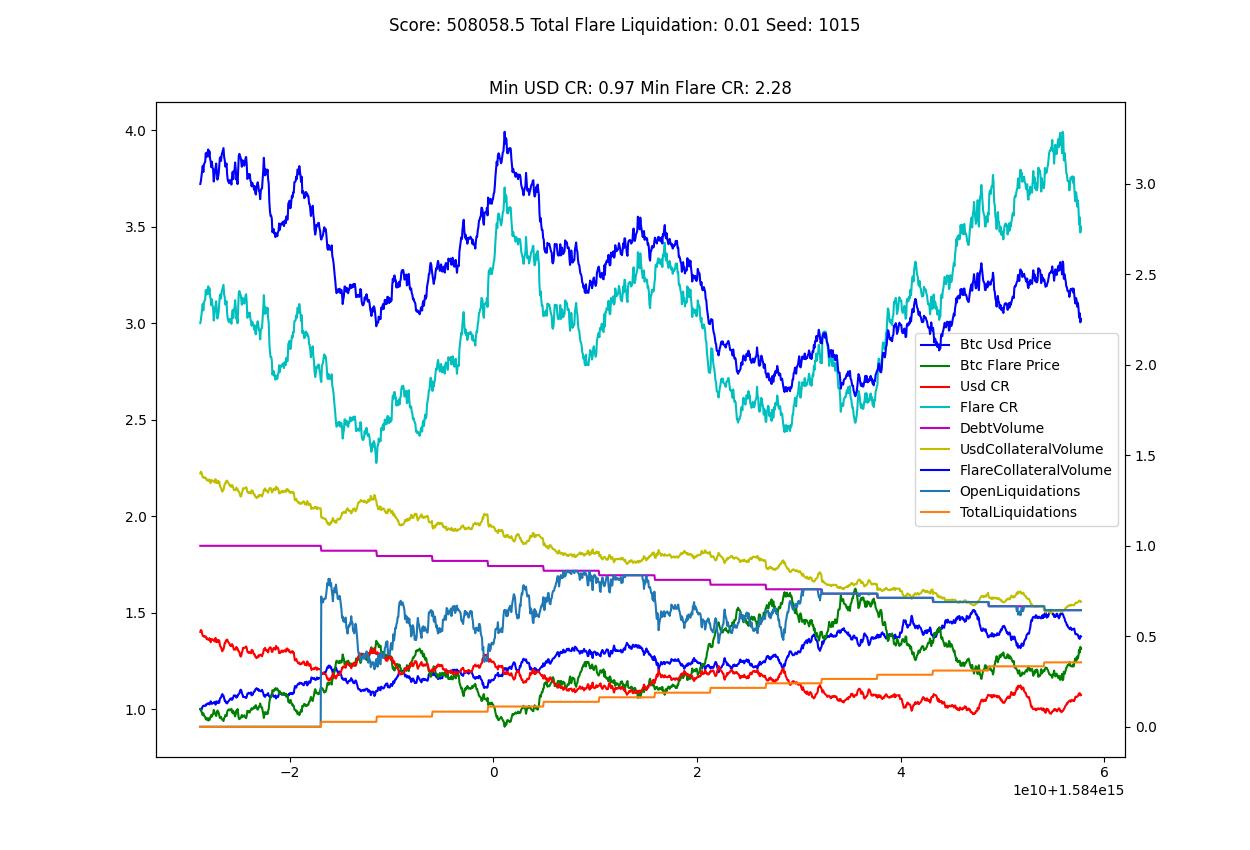 Score: 508058.5 Total Flare Liquidation: 0.01 Seed: 1015
Min USD CR: 0.97 Min Flare CR: 2.28
4.0
3.5
3.0
2.5
2.0
1.5
1.0
3.0
2.5
2.0
1.5
1.0
0.5
0.0
Btc Usd Price
Btc Flare Price
Usd CR
Flare CR
DebtVolume
UsdCollateralVolume
FlareCollateralVolume
OpenLiquidations
TotalLiquidations
−2 0 2 4 6
1e10+1.584e15